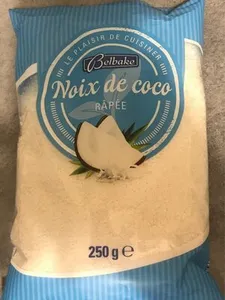 LE PLAISIR DE CUISINER
Belbake
Noix de coco
RÂPÉE
250 g e